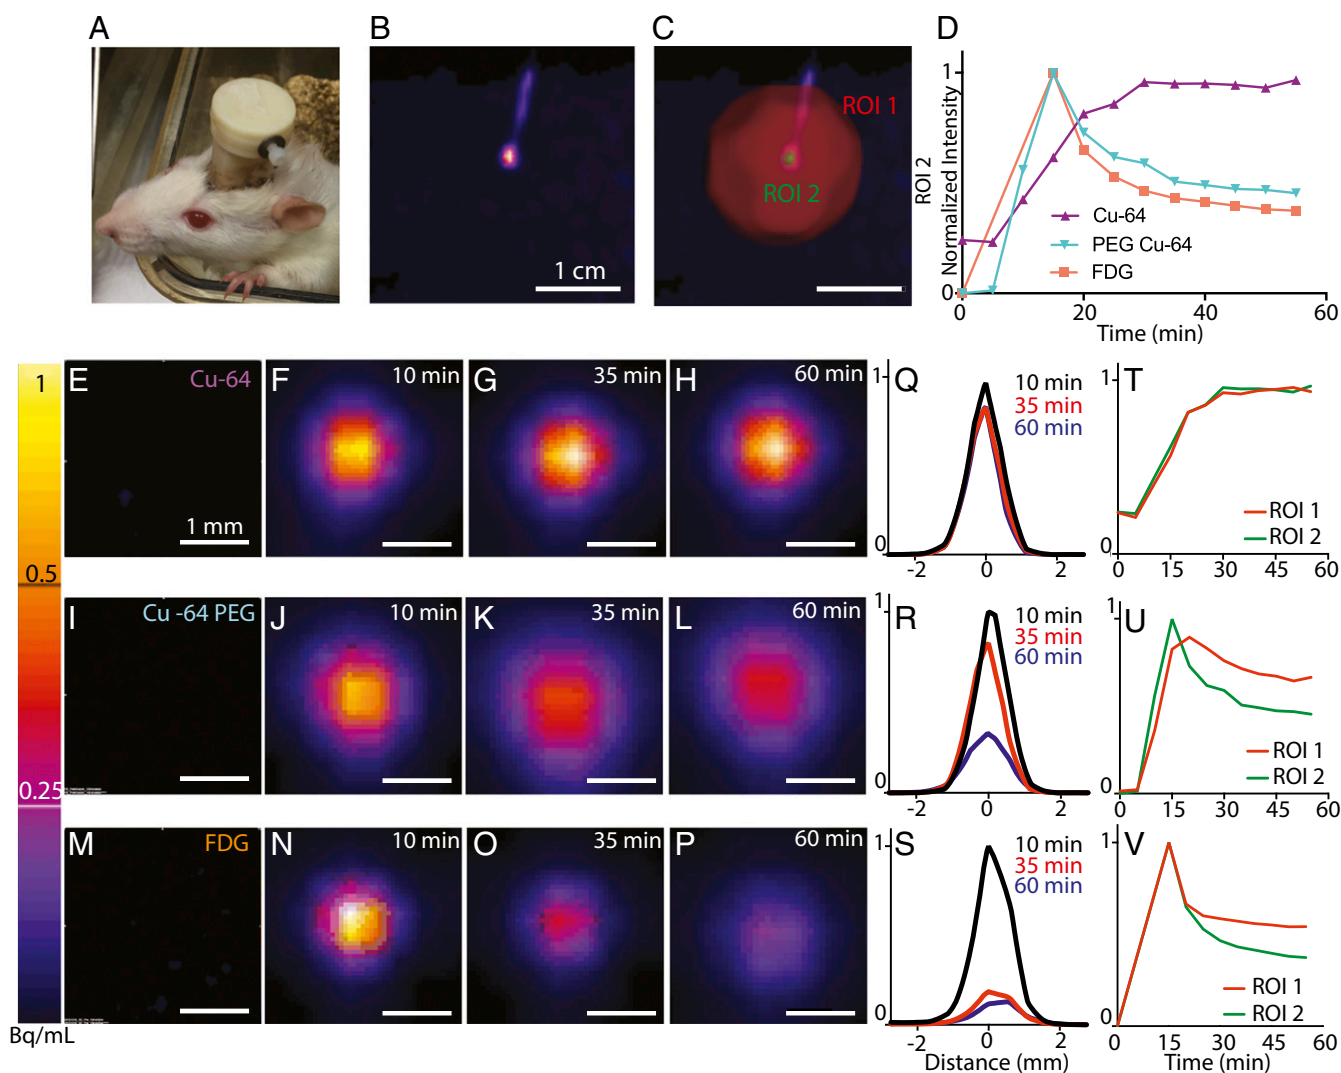 A
B
1 cm
C
ROI 1
ROI 2
D
ROI 2
Normalized Intensity
1
0
Cu-64
PEG Cu-64
FDG
0 20 40 60
Time (min)
1
0.5
0.25
Bq/mL
E
Cu-64
1 mm
F
10 min
G
35 min
H
60 min
Q
1
0
10 min
35 min
60 min
-2 0 2
T
1
0
ROI 1
ROI 2
0 15 30 45 60
I
Cu -64 PEG
J
10 min
K
35 min
L
60 min
R
1
0
10 min
35 min
60 min
-2 0 2
U
1
0
ROI 1
ROI 2
0 15 30 45 60
M
FDG
N
10 min
O
35 min
P
60 min
S
1
0
10 min
35 min
60 min
-2 0 2
Distance (mm)
V
1
0
ROI 1
ROI 2
0 15 30 45 60
Time (min)